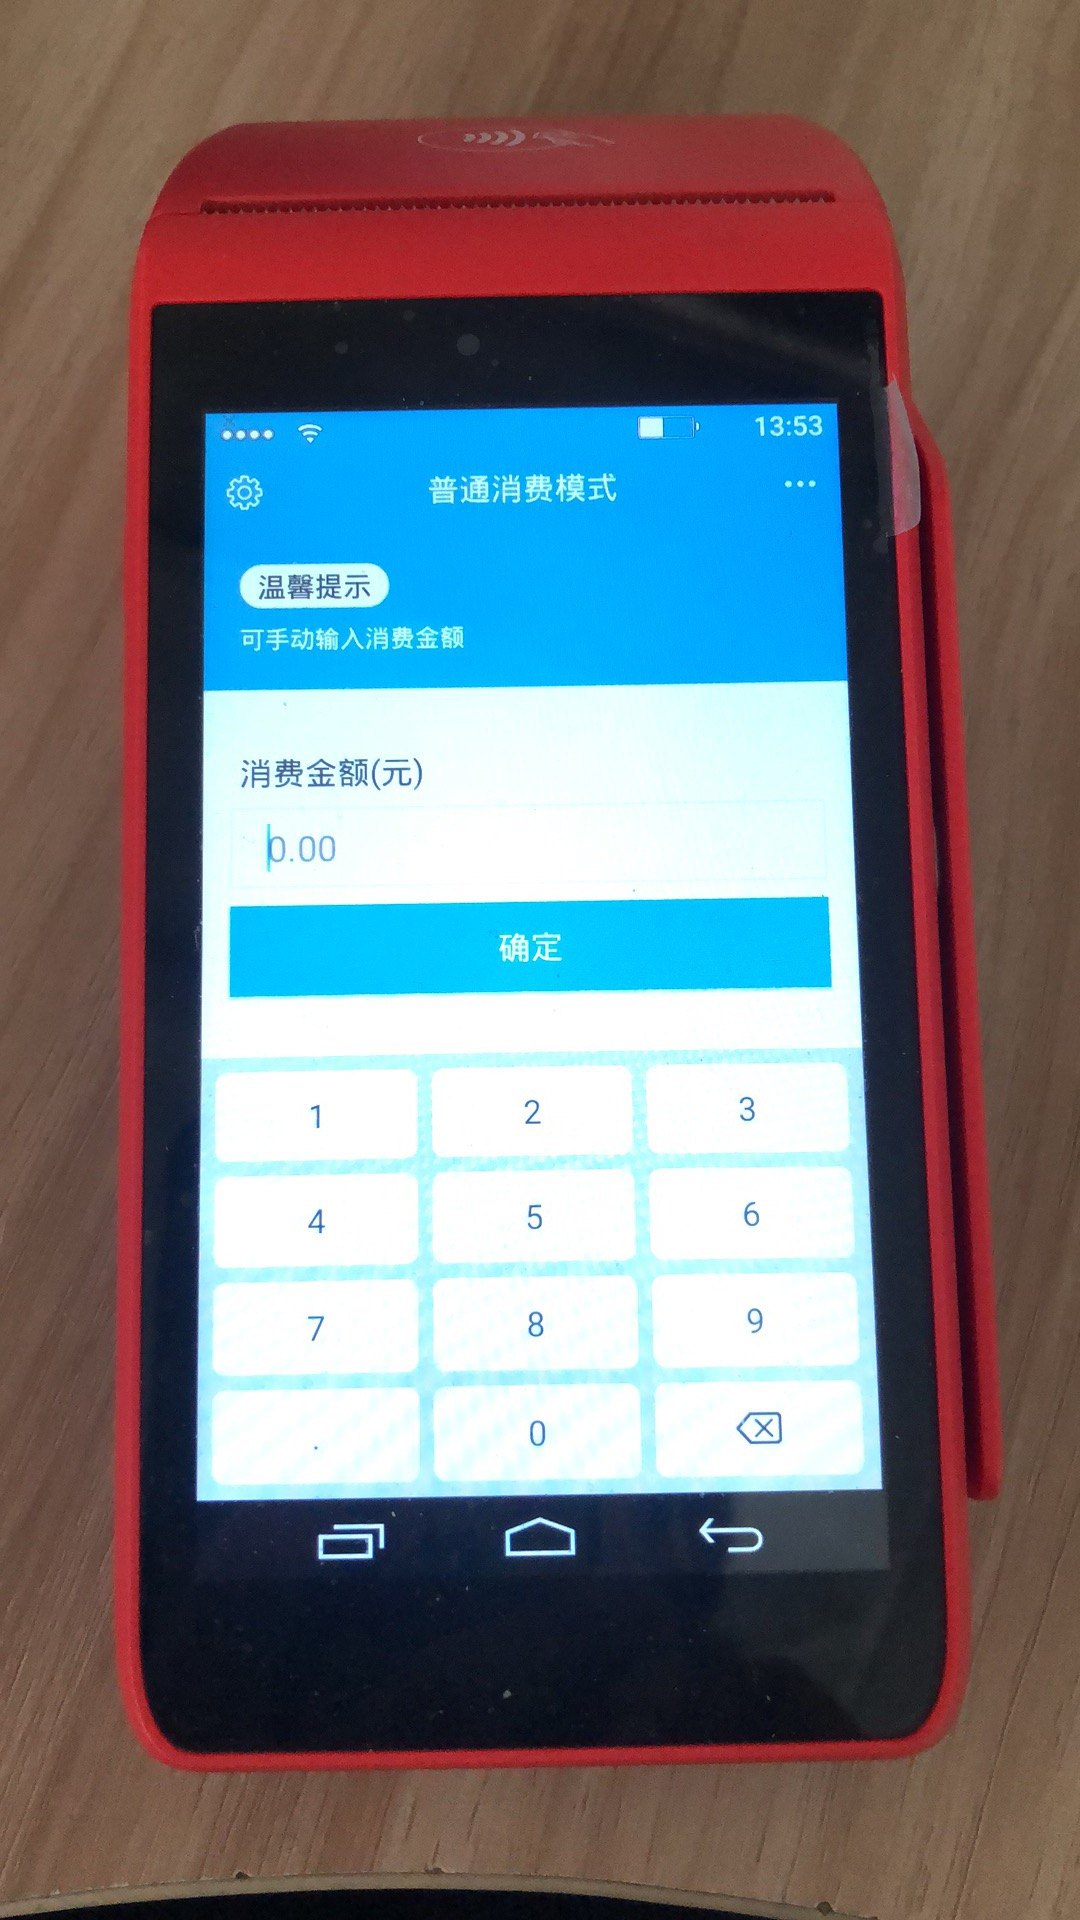 13:53
普通消费模式
温馨提示
可手动输入消费金额
消费金额(元)
0.00
确定
1 2 3
4 5 6
7 8 9
. 0